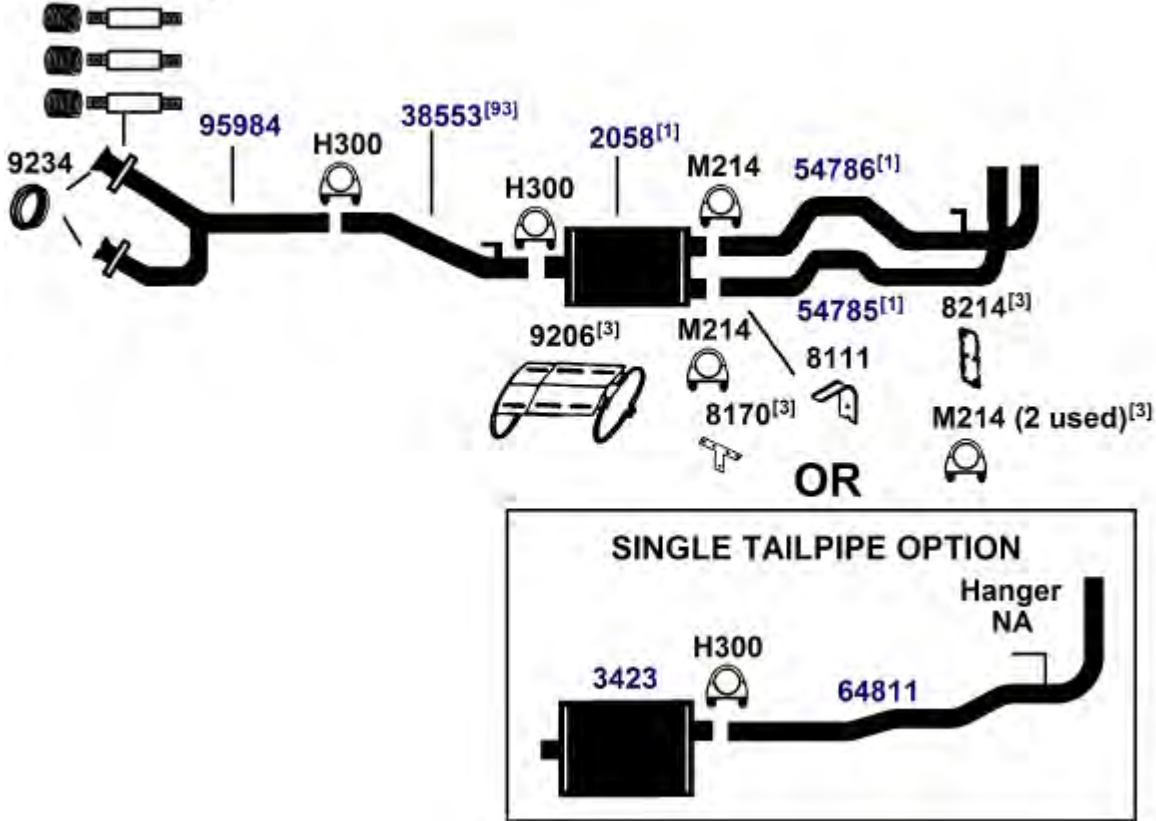 95984
38553[93]
2058[1]
9234
H300
M214
54786[1]
H300
9206[3]
M214
54785[1]
8214[3]
8111
8170[3]
M214 (2 used)[3]
OR
SINGLE TAILPIPE OPTION
Hanger
NA
H300
3423
64811